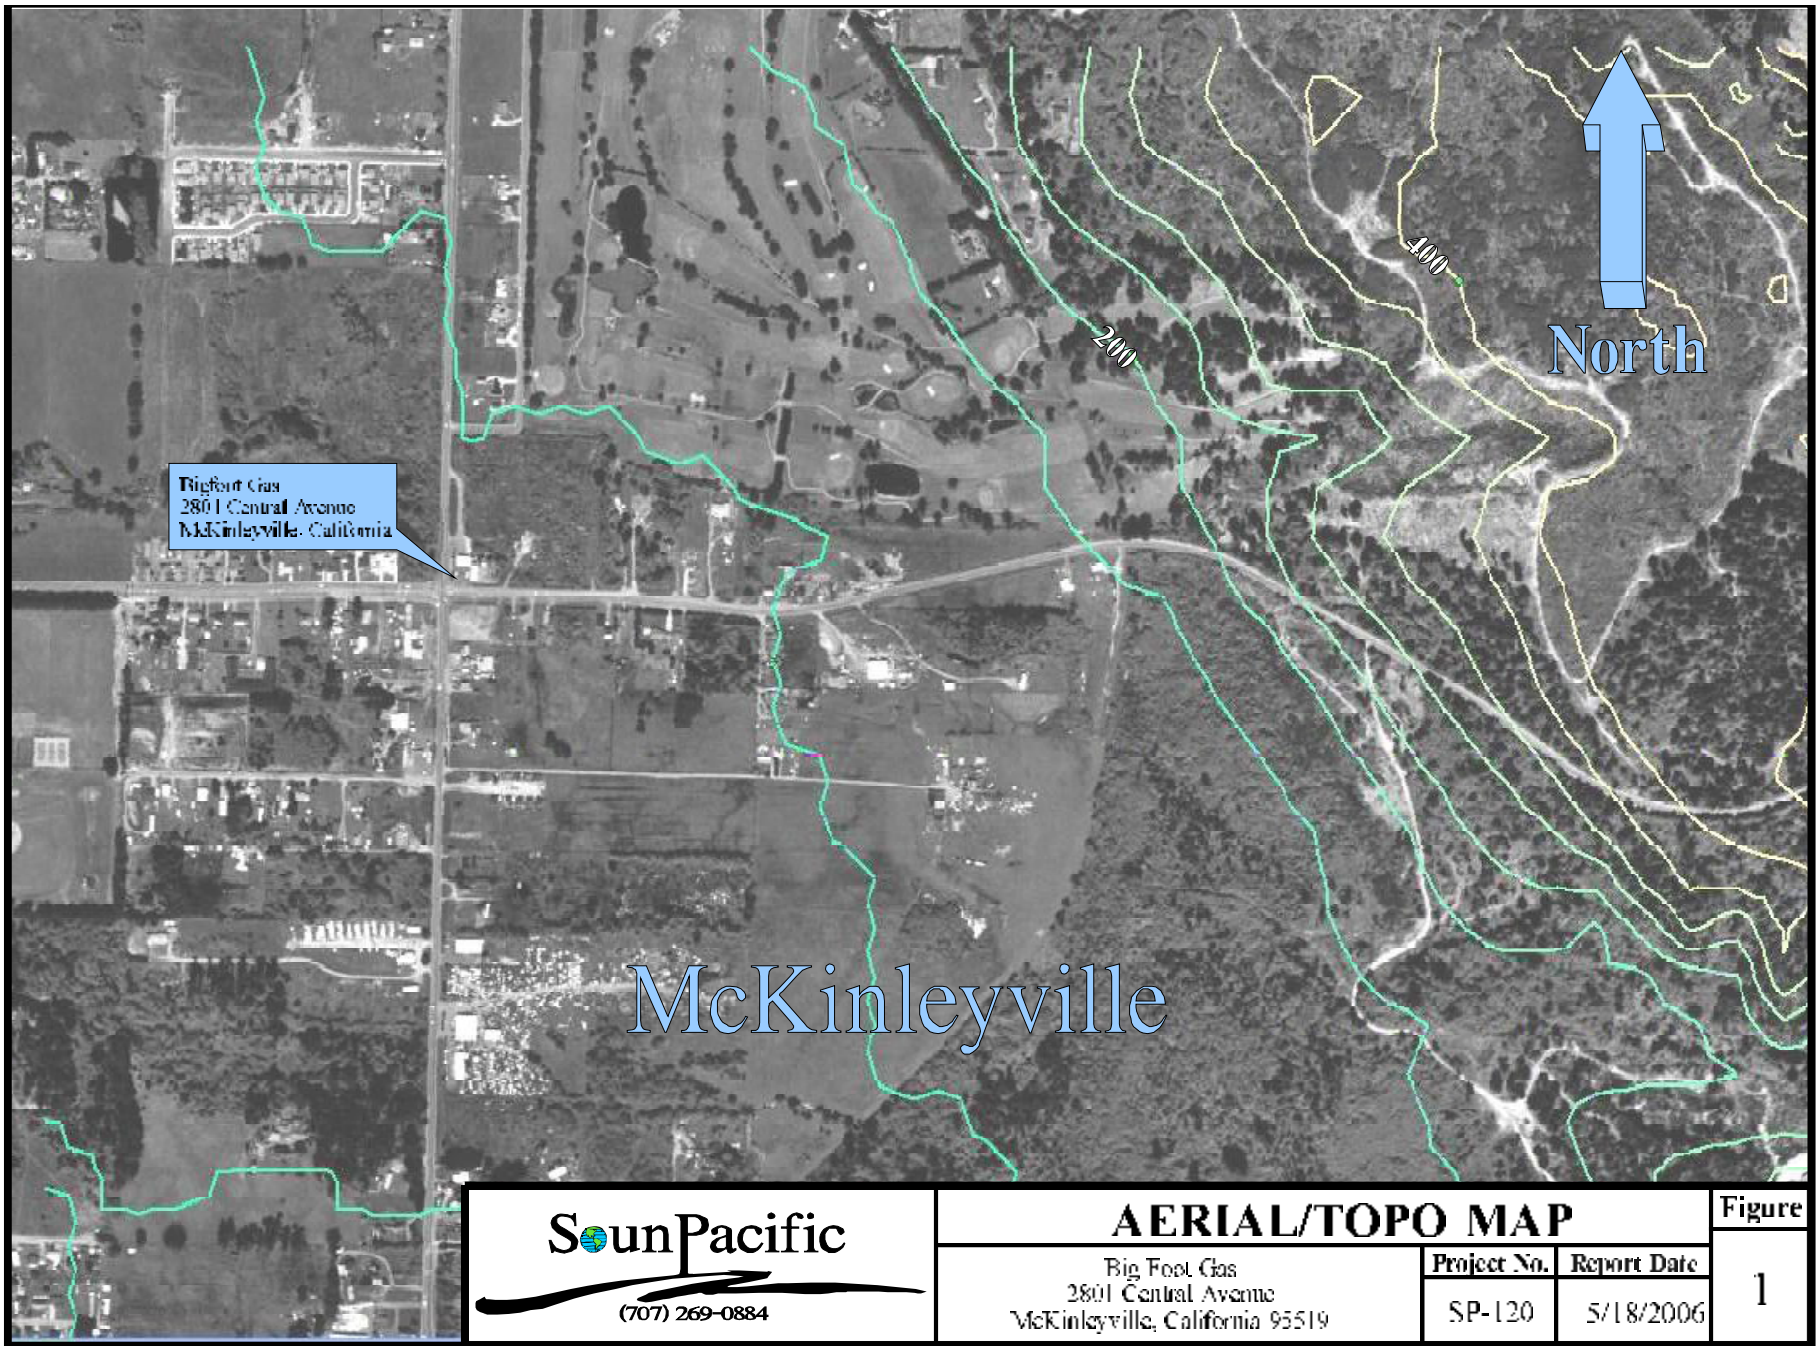 400
200
North
Bigfoot Gas
2801 Central Avenue
McKinleyville, California
McKinleyville
SounPacific
(707) 269-0884
AERIAL/TOPO MAP
Big Foot Gas
2801 Central Avenue
McKinleyville, California 95519
Project No.
SP-120
Report Date
5/18/2006
Figure
1